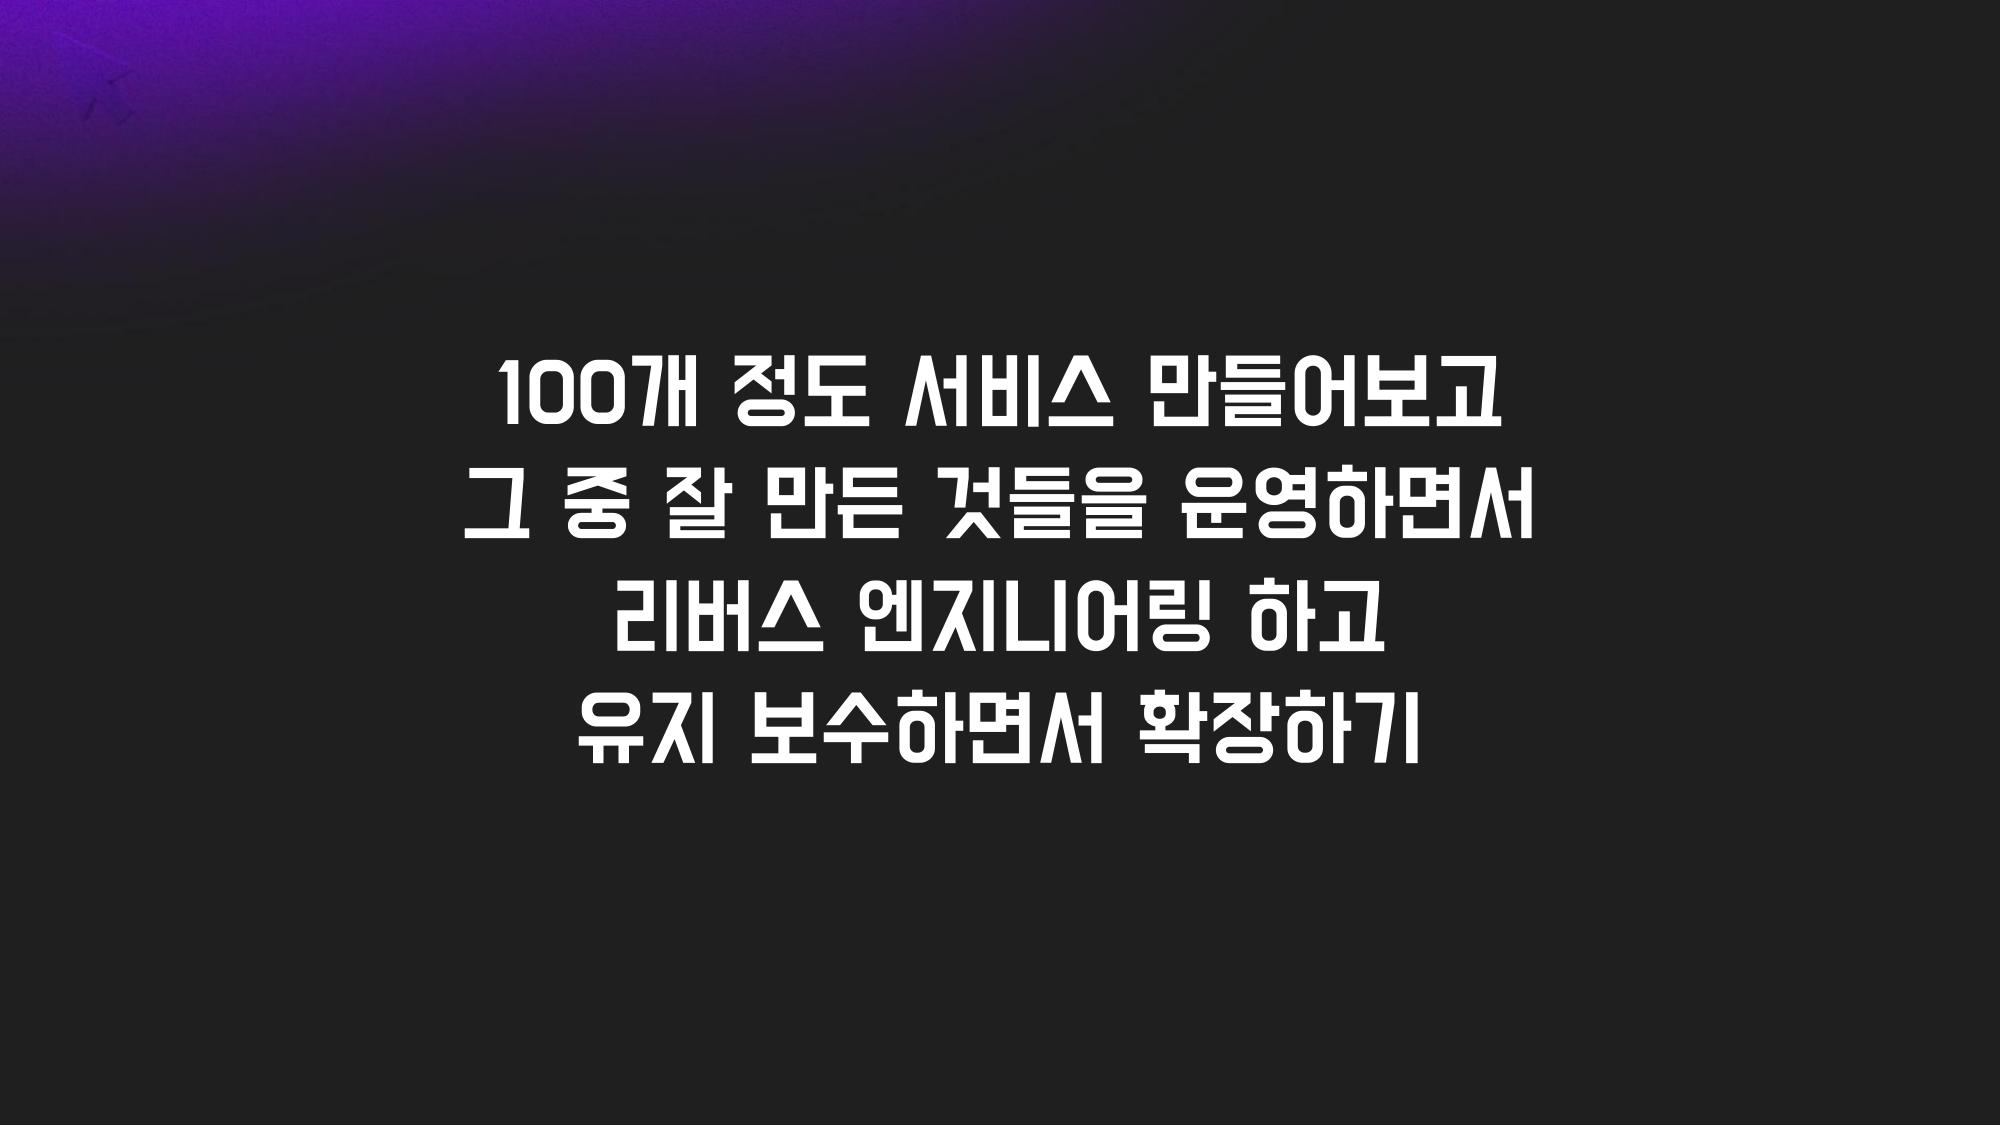 100개 정도 서비스 만들어보고
그 중 잘 만든 것들을 운영하면서
리버스 엔지니어링 하고
유지 보수하면서 확장하기